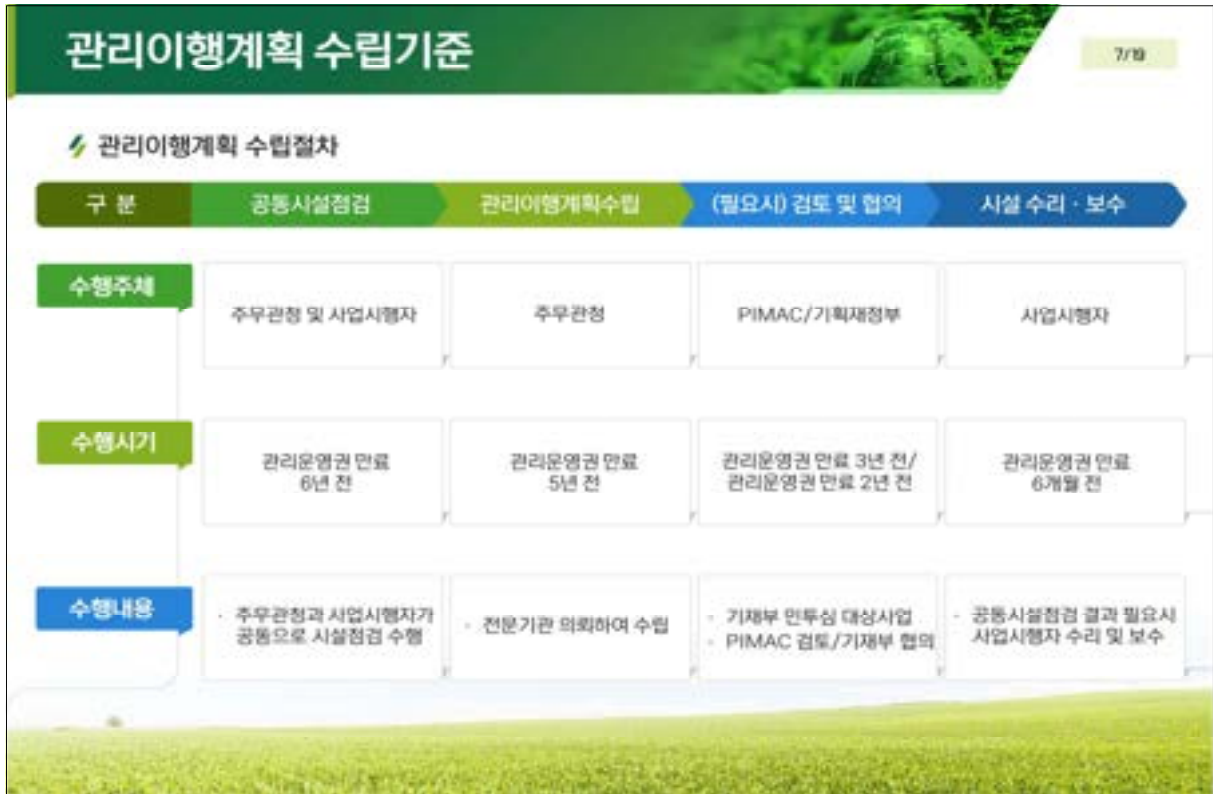 관리이행계획 수립기준
7/19
관리이행계획 수립절차
구 분
공동시설점검
관리이행계획수립
(필요시) 검토 및 협의
시설 수리 · 보수
수행주체
주무관청 및 사업시행자
주무관청
PIMAC/기획재정부
사업시행자
수행시기
관리운영권 만료
6년 전
관리운영권 만료
5년 전
관리운영권 만료 3년 전/
관리운영권 만료 2년 전
관리운영권 만료
6개월 전
수행내용
- 주무관청과 사업시행자가
공동으로 시설점검 수행
- 전문기관 의뢰하여 수립
- 기재부 민투심 대상사업
- PIMAC 검토/기재부 협의
- 공동시설점검 결과 필요시
사업시행자 수리 및 보수